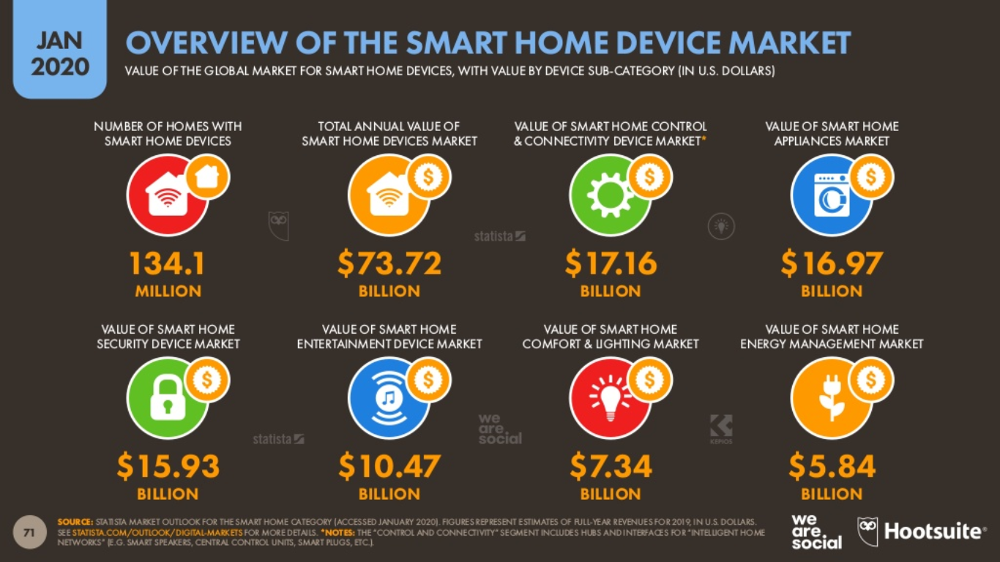 JAN
2020
OVERVIEW OF THE SMART HOME DEVICE MARKET
VALUE OF THE GLOBAL MARKET FOR SMART HOME DEVICES, WITH VALUE BY DEVICE SUB-CATEGORY (IN U.S. DOLLARS)
NUMBER OF HOMES WITH
SMART HOME DEVICES
134.1
MILLION
TOTAL ANNUAL VALUE OF
SMART HOME DEVICES MARKET
$
$73.72
BILLION
VALUE OF SMART HOME CONTROL
& CONNECTIVITY DEVICE MARKET*
$
$17.16
BILLION
VALUE OF SMART HOME
APPLIANCES MARKET
$
$16.97
BILLION
statista
VALUE OF SMART HOME
SECURITY DEVICE MARKET
$
$15.93
BILLION
VALUE OF SMART HOME
ENTERTAINMENT DEVICE MARKET
$
$10.47
BILLION
VALUE OF SMART HOME
COMFORT & LIGHTING MARKET
$
$7.34
BILLION
VALUE OF SMART HOME
ENERGY MANAGEMENT MARKET
$
$5.84
BILLION
statista
we
are
social
KEPIOS
71
SOURCE: STATISTA MARKET OUTLOOK FOR THE SMART HOME CATEGORY (ACCESSED JANUARY 2020). FIGURES REPRESENT ESTIMATES OF FULL-YEAR REVENUES FOR 2019, IN U.S. DOLLARS.
SEE STATISTA.COM/OUTLOOK/DIGITAL-MARKETS FOR MORE DETAILS. *NOTES: THE "CONTROL AND CONNECTIVITY" SEGMENT INCLUDES HUBS AND INTERFACES FOR "INTELLIGENT HOME
NETWORKS" (E.G. SMART SPEAKERS, CENTRAL CONTROL UNITS, SMART PLUGS, ETC.).
we
are
social
Hootsuite®